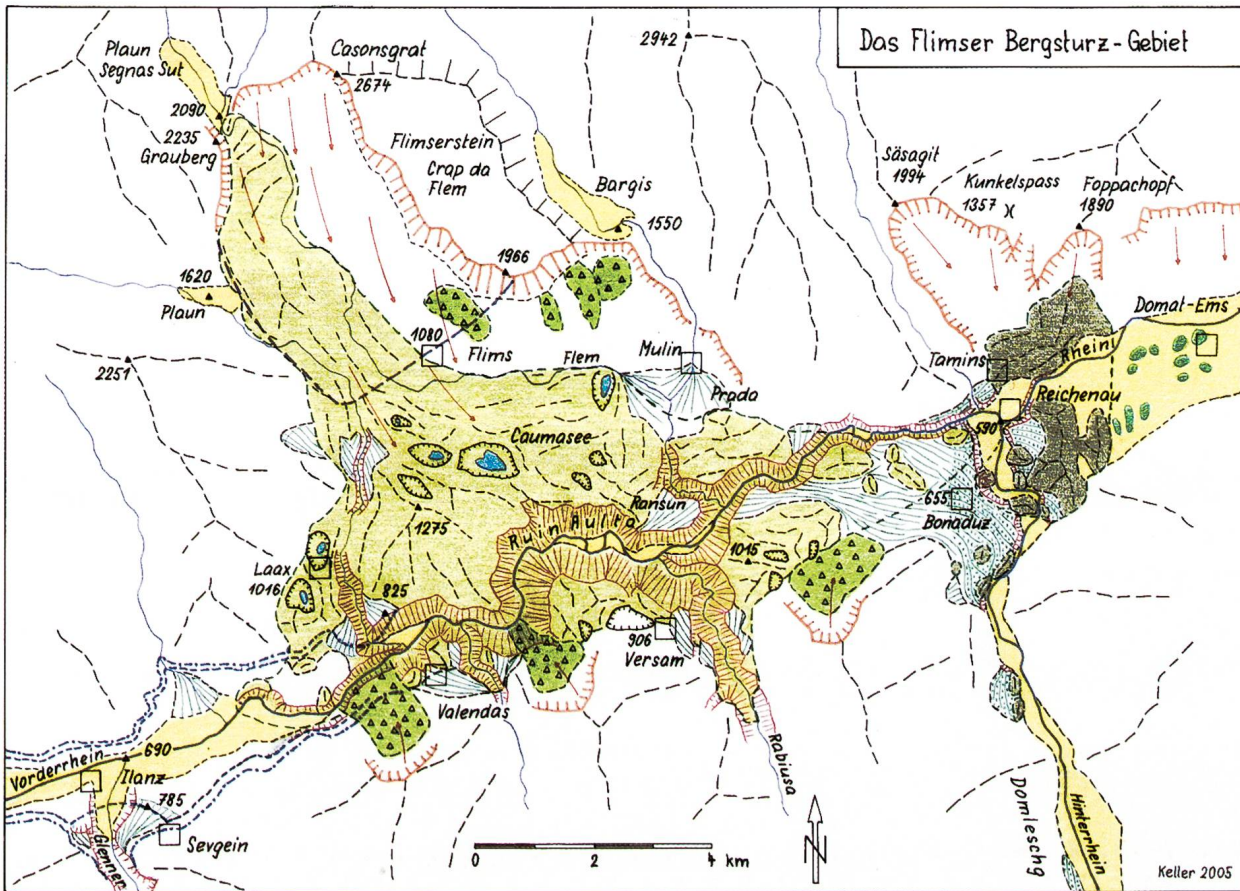 Das Flimser Bergsturz-Gebiet
Plaun
Segnas Sut
Casonsgrat
2674
2942
2090
2235
Grauberg
Flimserstein
Crap da
Flem
Bargis
1550
Säsagit
1994
Kunkelspass
1357
Foppachopf
1890
1966
1620
Plaun
Domat-Ems
1080
Flims
Flem
Mulin
Tamins
Rhein
2251
Prada
Reichenau
Caumasee
590
Ransun
655
Bonaduz
1275
Ruin Aulta
1015
Laax
1016
825
906
Versam
Valendas
Rabiusa
690
Vorderrhein
Ilanz
785
Sevgein
Glenner
Domleschg
Hinterrhein
0 2 4 km
N
Keller 2005